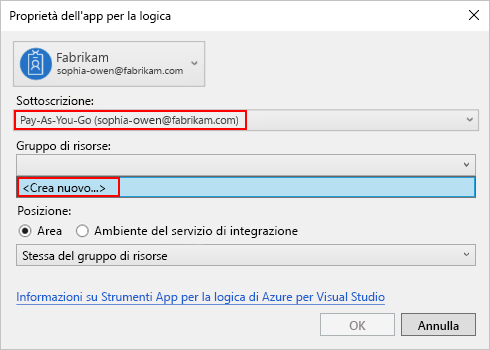 Proprietà dell'app per la logica
Fabrikam
sophia-owen@fabrikam.com
Sottoscrizione:
Pay-As-You-Go (sophia-owen@fabrikam.com)
Gruppo di risorse:
<Crea nuovo...>
Posizione:
Area Ambiente del servizio di integrazione
Stessa del gruppo di risorse
Informazioni su Strumenti App per la logica di Azure per Visual Studio
OK Annulla